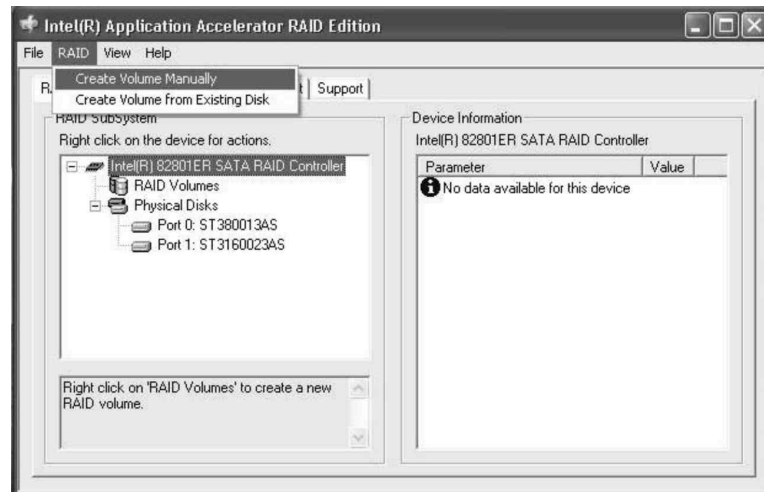 Intel(R) Application Accelerator RAID Edition
File RAID View Help
Create Volume Manually
Create Volume from Existing Disk
Support
RAID SubSystem
Right click on the device for actions.
Intel(R) 82801ER SATA RAID Controller
RAID Volumes
Physical Disks
Port 0: ST380013AS
Port 1: ST3160023AS
Right click on 'RAID Volumes' to create a new
RAID volume.
Device Information
Intel(R) 82801ER SATA RAID Controller
Parameter Value
No data available for this device